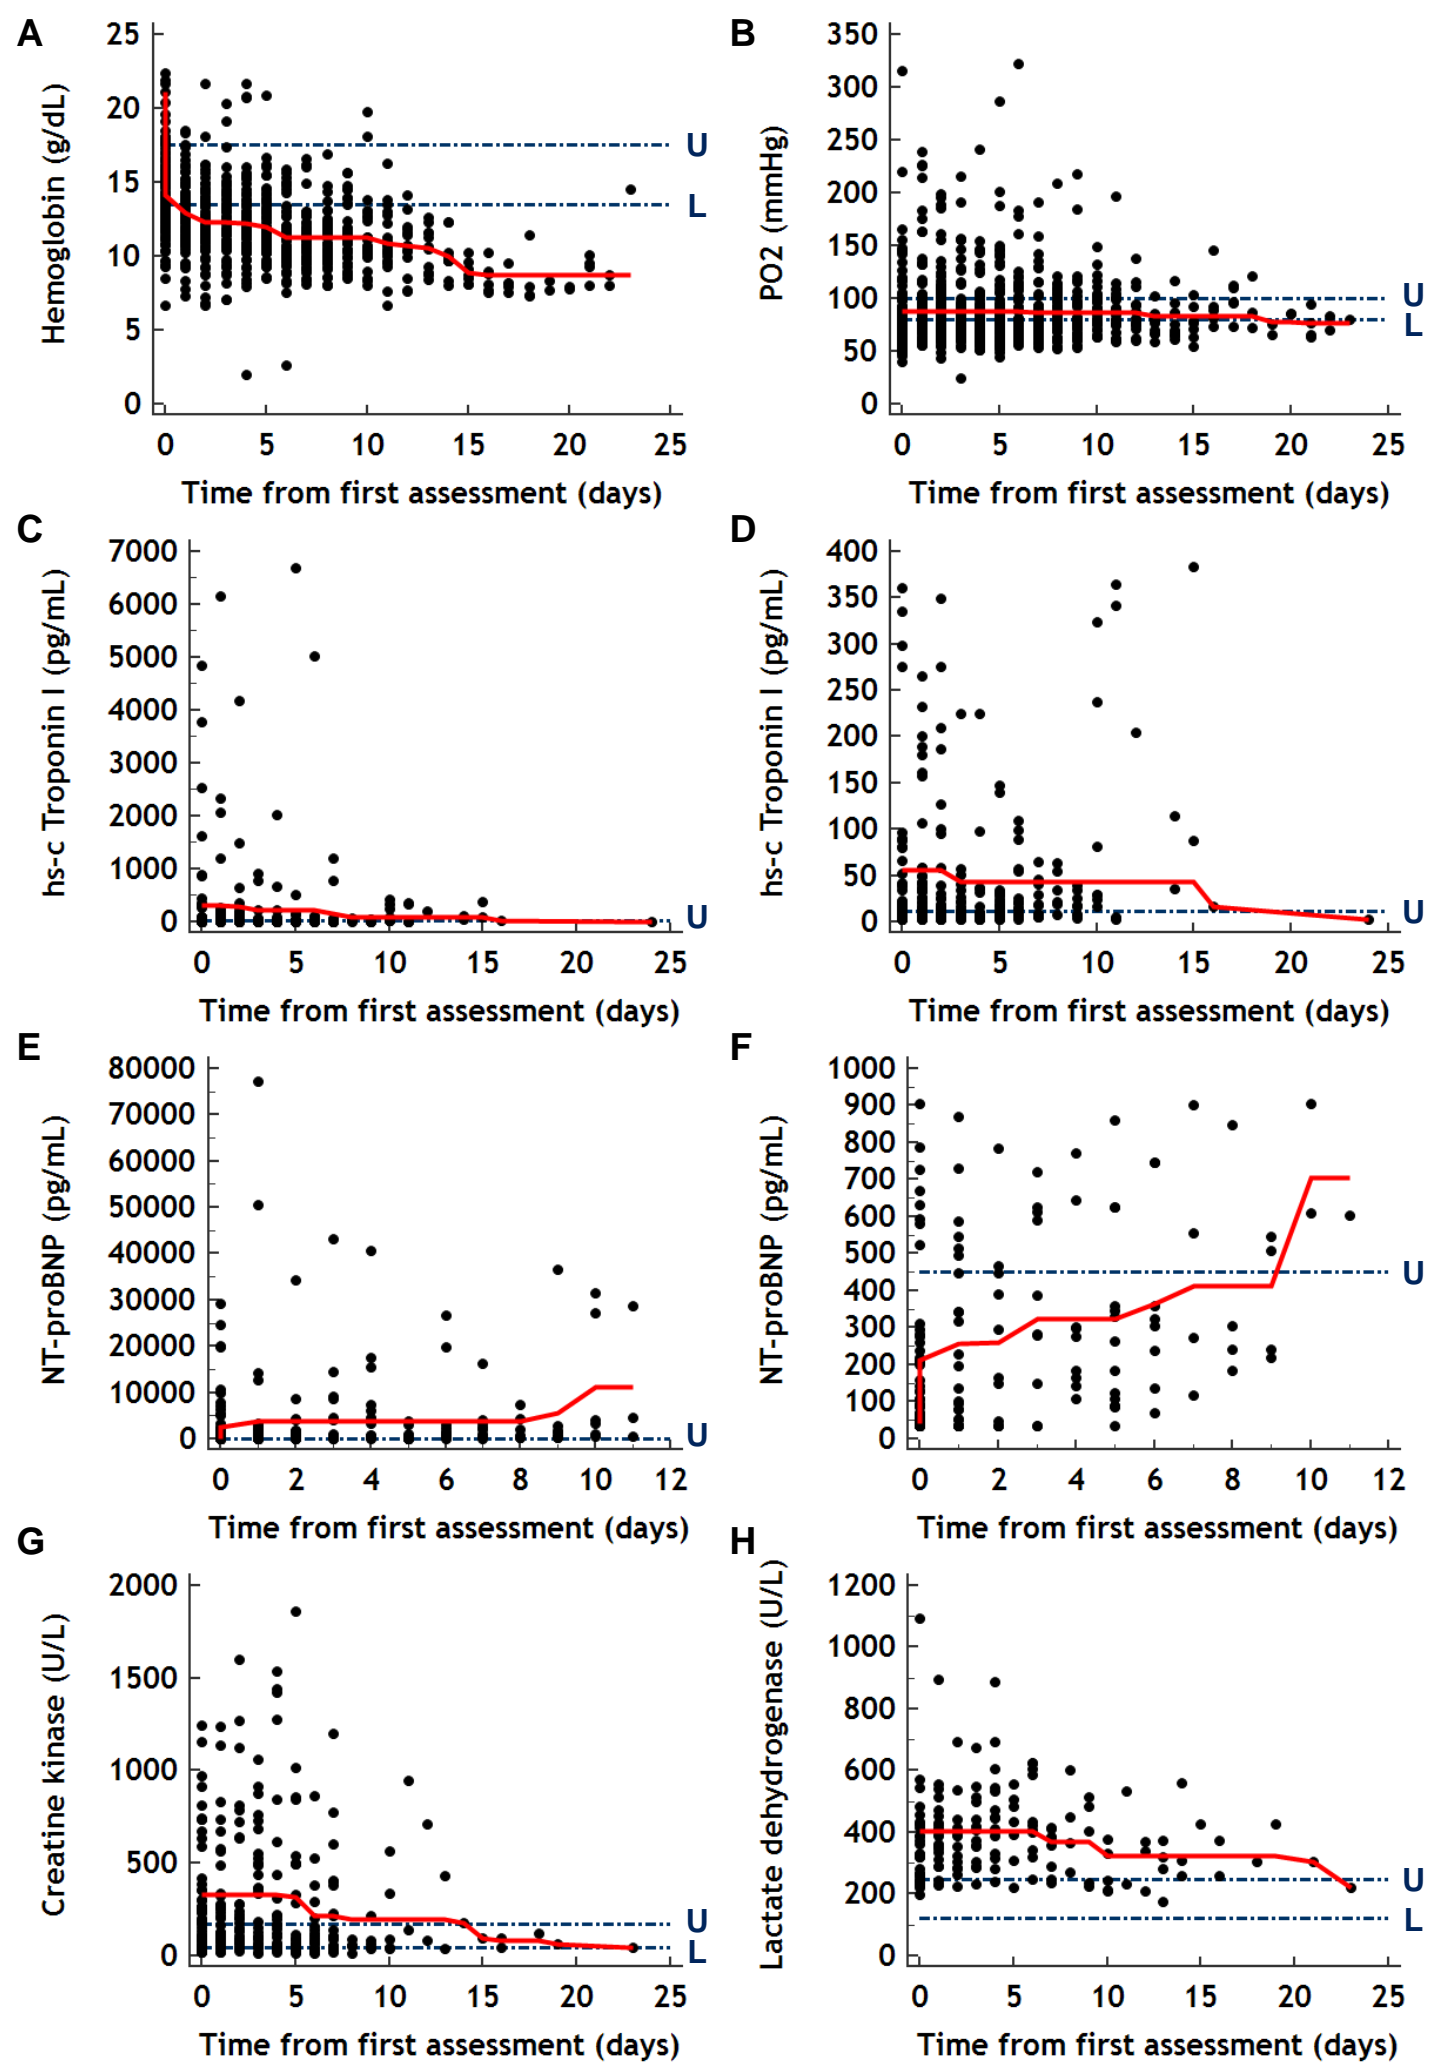 A
Hemoglobin (g/dL)
25
20
15
10
5
0
U
L
0 5 10 15 20 25
Time from first assessment (days)
B
PO2 (mmHg)
350
300
250
200
150
100
50
0
U
L
0 5 10 15 20 25
Time from first assessment (days)
C
hs-c Troponin I (pg/mL)
7000
6000
5000
4000
3000
2000
1000
0
U
0 5 10 15 20 25
Time from first assessment (days)
D
hs-c Troponin I (pg/mL)
400
350
300
250
200
150
100
50
0
U
0 5 10 15 20 25
Time from first assessment (days)
E
NT-proBNP (pg/mL)
80000
70000
60000
50000
40000
30000
20000
10000
0
U
0 2 4 6 8 10 12
Time from first assessment (days)
F
NT-proBNP (pg/mL)
1000
900
800
700
600
500
400
300
200
100
0
U
0 2 4 6 8 10 12
Time from first assessment (days)
G
Creatine kinase (U/L)
2000
1500
1000
500
0
U
L
0 5 10 15 20 25
Time from first assessment (days)
H
Lactate dehydrogenase (U/L)
1200
1000
800
600
400
200
0
U
L
0 5 10 15 20 25
Time from first assessment (days)